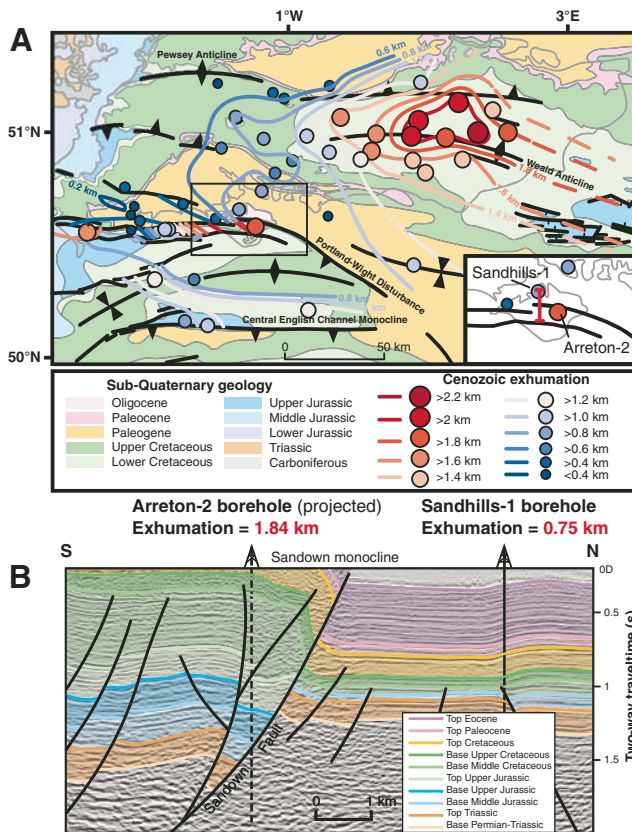 1°W
3°E
A
Pewsey Anticline
0.6 km
0.8 km
51°N
0.2 km
Weald Anticline
1.8 km
.6 km
1.4 km
Portland-Wight Disturbance
Sandhills-1
0.8 km
km
Central English Channel Monocline
Arreton-2
50°N
0
50 km
Sub-Quaternary geology
Oligocene
Paleocene
Paleogene
Upper Cretaceous
Lower Cretaceous
Upper Jurassic
Middle Jurassic
Lower Jurassic
Triassic
Carboniferous
Cenozoic exhumation
>2.2 km
>2 km
>1.8 km
>1.6 km
>1.4 km
>1.2 km
>1.0 km
>0.8 km
>0.6 km
>0.4 km
<0.4 km
Arreton-2 borehole (projected)
Exhumation = 1.84 km
Sandhills-1 borehole
Exhumation = 0.75 km
B
S
Sandown monocline
N
0D
0.5
1
1.5
Two-way traveltime (s)
Sandown Fault
0
1 km
Top Eocene
Top Paleocene
Top Cretaceous
Base Upper Cretaceous
Base Middle Cretaceous
Top Upper Jurassic
Base Upper Jurassic
Base Middle Jurassic
Top Triassic
Base Permian-Triassic